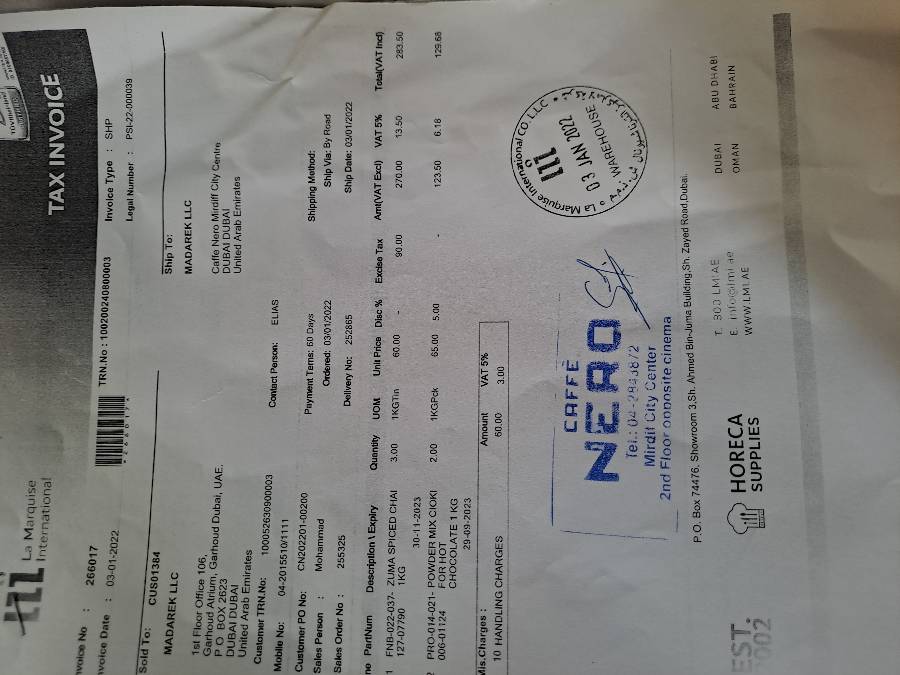 TAX INVOICE
La Marquise
International
TRN.No : 100200240800003
Invoice Type : SHP
Legal Number : PSI-22-000039
nvoice No : 266017
*266017*
nvoice Date : 03-01-2022
Sold To: CUS01384
MADAREK LLC
1st Floor Office 106,
Garhoud Atrium, Garhoud Dubai, UAE.
P O BOX 2623
DUBAI DUBAI
United Arab Emirates
Customer TRN.No: 100052630900003
Mobile No: 04-2015510/1111
Contact Person: ELIAS
Ship To:
MADAREK LLC
Caffe Nero Mirdiff City Centre
DUBAI DUBAI
United Arab Emirates
Customer PO No: CN202201-00200
Payment Terms: 60 Days
Shipping Method:
Sales Person : Mohammad
Ordered: 03/01/2022
Ship Via: By Road
Sales Order No : 255325
Delivery No: 252865
Ship Date: 03/01/2022
ne PartNum Description \ Expiry Quantity UOM Unit Price Disc % Excise Tax Amt(VAT Excl) VAT 5% Total(VAT Incl)
1 FNB-022-037- ZUMA SPICED CHAI 3.00 1KGTin 60.00 - 90.00 270.00 13.50 283.50
127-07790 1KG
30-11-2023
PRO-014-021- POWDER MIX CIOKI 2.00 1KGPck 65.00 5.00 - 123.50 6.18 129.68
006-01124 FOR HOT
CHOCOLATE 1 KG
29-09-2023
Mis.Charges : Amount VAT 5%
10 HANDLING CHARGES 60.00 3.00
La Marquise International CO. L.L.C
03 JAN 2022
WAREHOUSE
CAFFÈ
NERO
Tel.: 04-2843872
Mirdif City Center
2nd Floor opposite cinema
P.O. Box 74476, Showroom 3,Sh. Ahmed Bin-Juma Building,Sh. Zayed Road,Dubai.
EST.
2002
HORECA
SUPPLIES
T. 800 LMI AE
E. info@lmi.ae
WWW.LMI.AE
DUBAI ABU DHABI
OMAN BAHRAIN